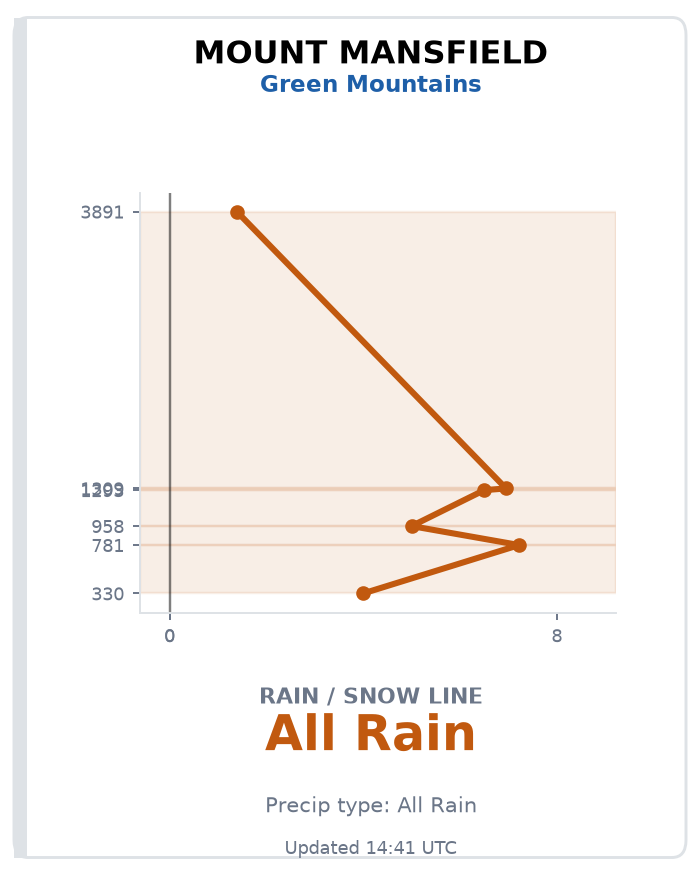 MOUNT MANSFIELD
Green Mountains
3891
958
781
330
0
8
RAIN / SNOW LINE
All Rain
Precip type: All Rain
Updated 14:41 UTC